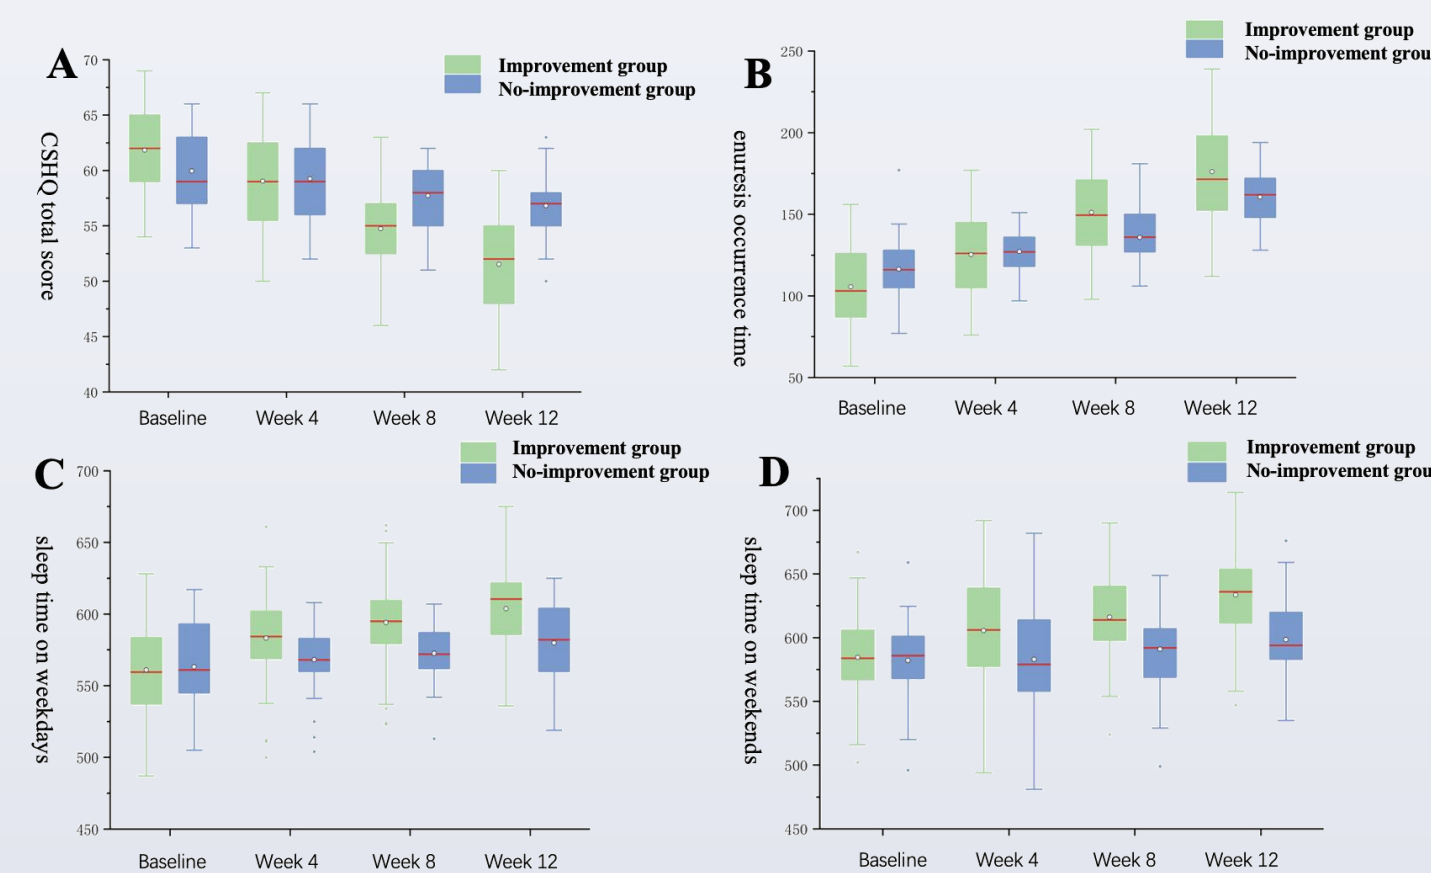 A
CSHQ total score
Improvement group
No-improvement group
70
65
60
55
50
45
40
Baseline
Week 4
Week 8
Week 12
B
enuresis occurrence time
Improvement group
No-improvement grou
250
200
150
100
50
Baseline
Week 4
Week 8
Week 12
C
sleep time on weekdays
Improvement group
No-improvement group
700
650
600
550
500
450
Baseline
Week 4
Week 8
Week 12
D
sleep time on weekends
Improvement group
No-improvement grou
700
650
600
550
500
450
Baseline
Week 4
Week 8
Week 12